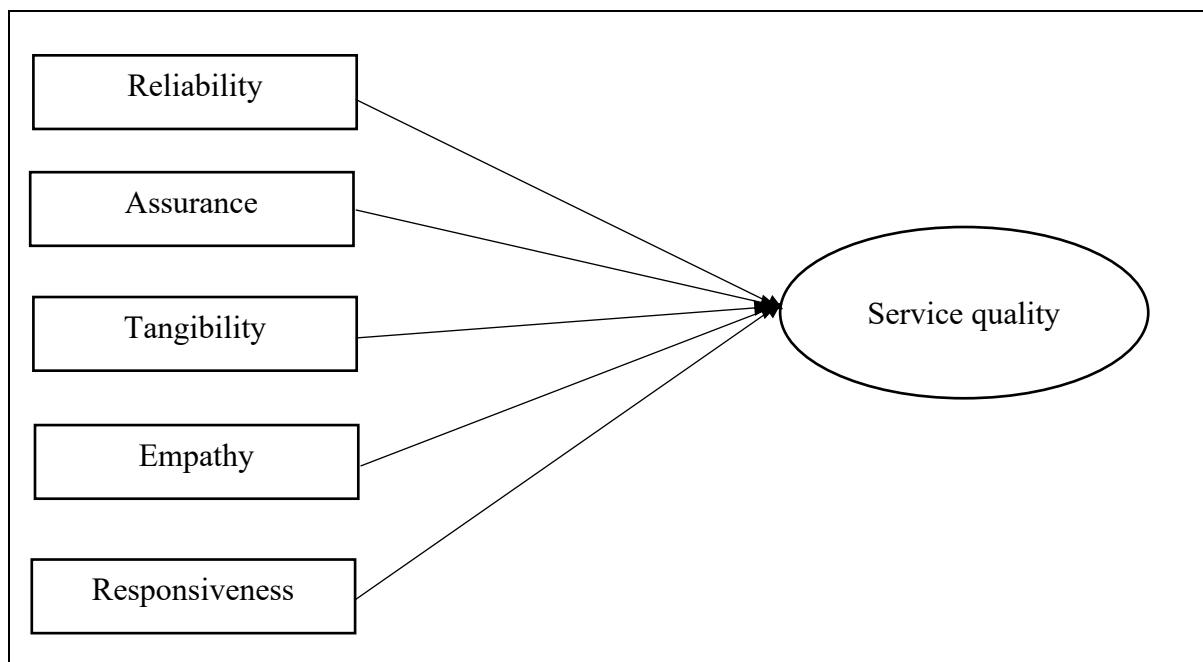 Reliability
Assurance
Tangibility
Service quality
Empathy
Responsiveness